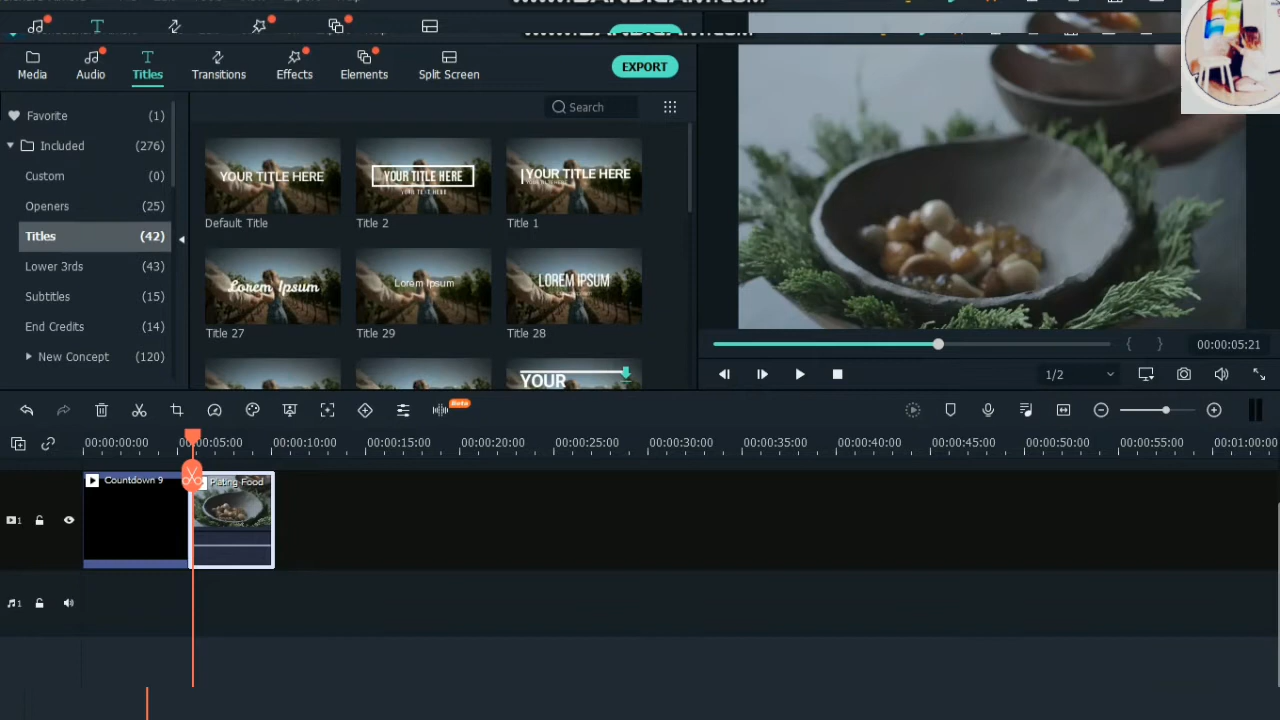 www.BANDICAM.com
Media
Audio
Titles
Transitions
Effects
Elements
Split Screen
EXPORT
Favorite (1)
Included (276)
Custom (0)
Openers (25)
Titles (42)
Lower 3rds (43)
Subtitles (15)
End Credits (14)
New Concept (120)
Search
YOUR TITLE HERE
YOUR TITLE HERE
YOUR TITLE HERE
Default Title
Title 2
Title 1
Lorem Ipsum
Lorem Ipsum
LOREM IPSUM
Title 27
Title 29
Title 28
YOUR
00:00:05:21
1/2
Beta
00:00:00:00
00:00:05:00
00:00:10:00
00:00:15:00
00:00:20:00
00:00:25:00
00:00:30:00
00:00:35:00
00:00:40:00
00:00:45:00
00:00:50:00
00:00:55:00
00:01:00:00
Countdown 9
Plating Food
1
1